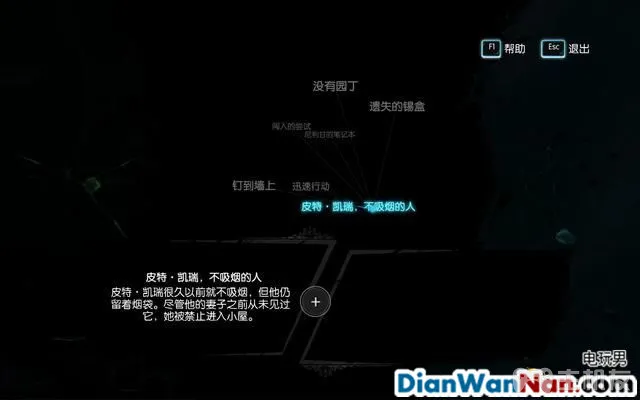 F1 帮助 Esc 退出
没有园丁
遗失的锡盒
闯入的尝试
尼利甘的笔记本
钉到墙上 迅速行动
皮特·凯瑞，不吸烟的人
皮特·凯瑞，不吸烟的人
皮特·凯瑞很久以前就不吸烟，但他仍
留着烟袋。尽管他的妻子之前从未见过
它，她被禁止进入小屋。
电玩男
DianWanNan.com